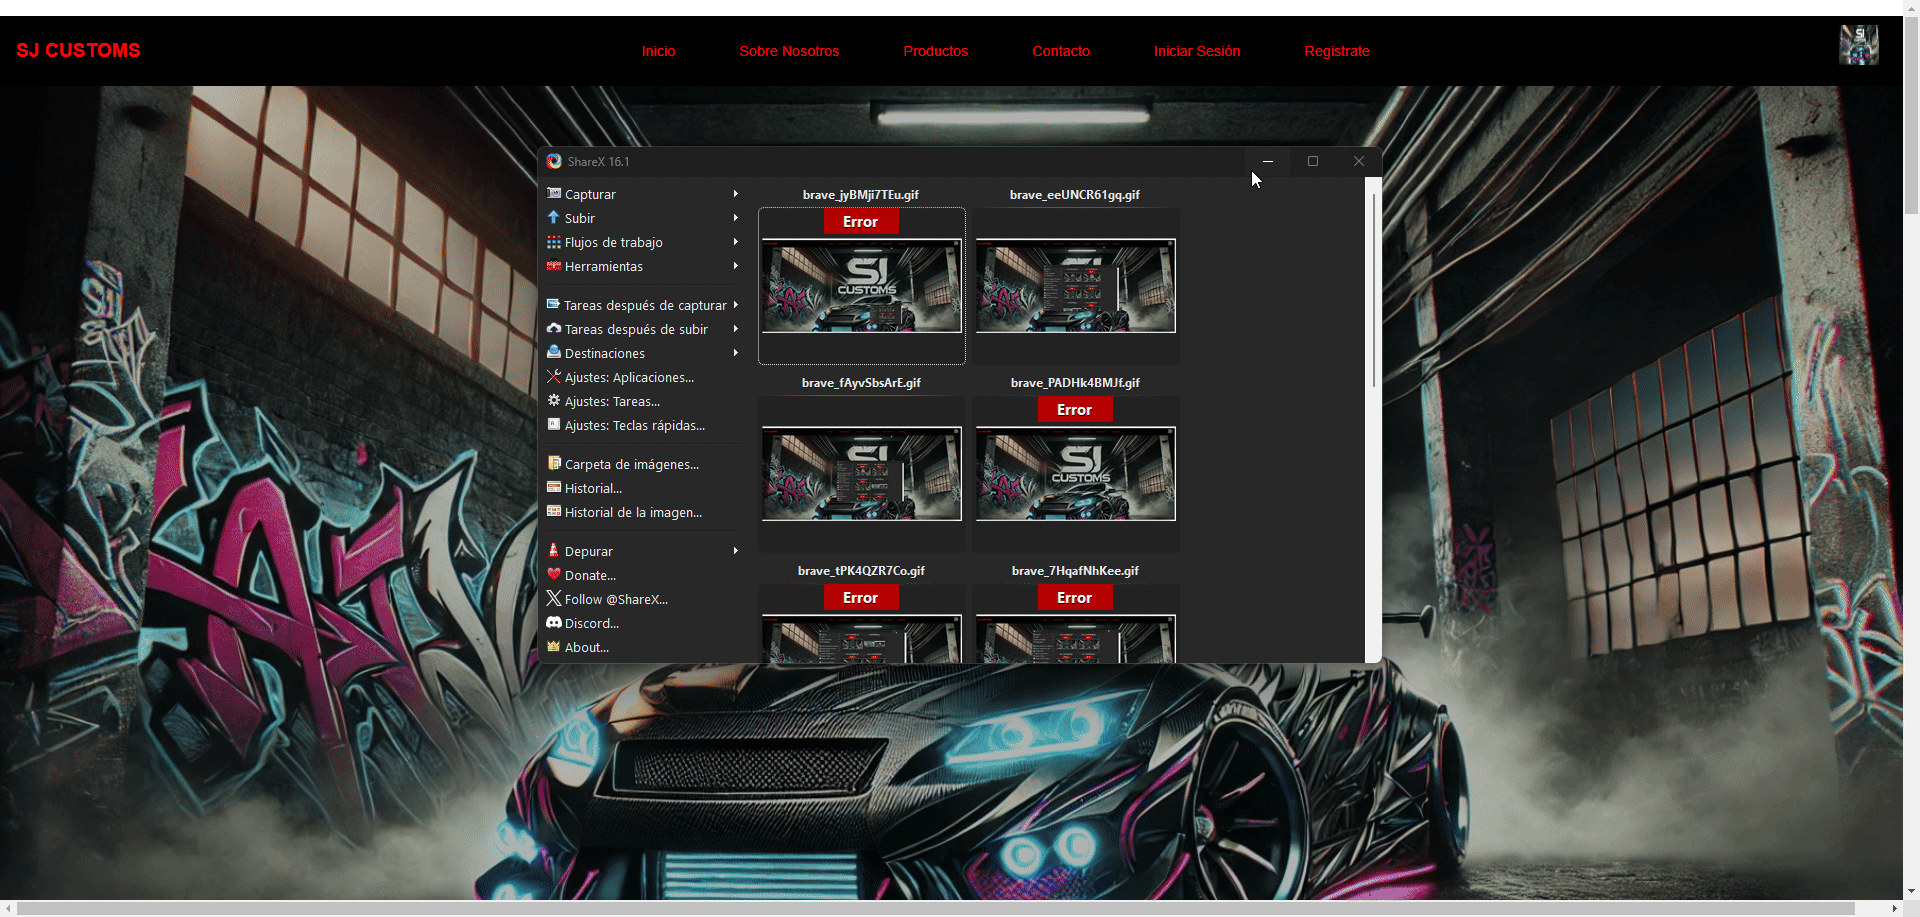 SJ CUSTOMS
Inicio
Sobre Nosotros
Productos
Contacto
Iniciar Sesión
Registrate
SJ
ShareX 16.1
Capturar
Subir
Flujos de trabajo
Herramientas
Tareas después de capturar
Tareas después de subir
Destinaciones
Ajustes: Aplicaciones...
Ajustes: Tareas...
Ajustes: Teclas rápidas...
Carpeta de imágenes...
Historial...
Historial de la imagen...
Depurar
Donate...
Follow @ShareX...
Discord...
About...
brave_jyBMji7TEu.gif
Error
SJ
CUSTOMS
brave_eeUNCR61gq.gif
brave_fAyvSbsArE.gif
brave_PADHk4BMJf.gif
Error
SJ
CUSTOMS
brave_tPK4QZR7Co.gif
Error
brave_7HqafNhKee.gif
Error